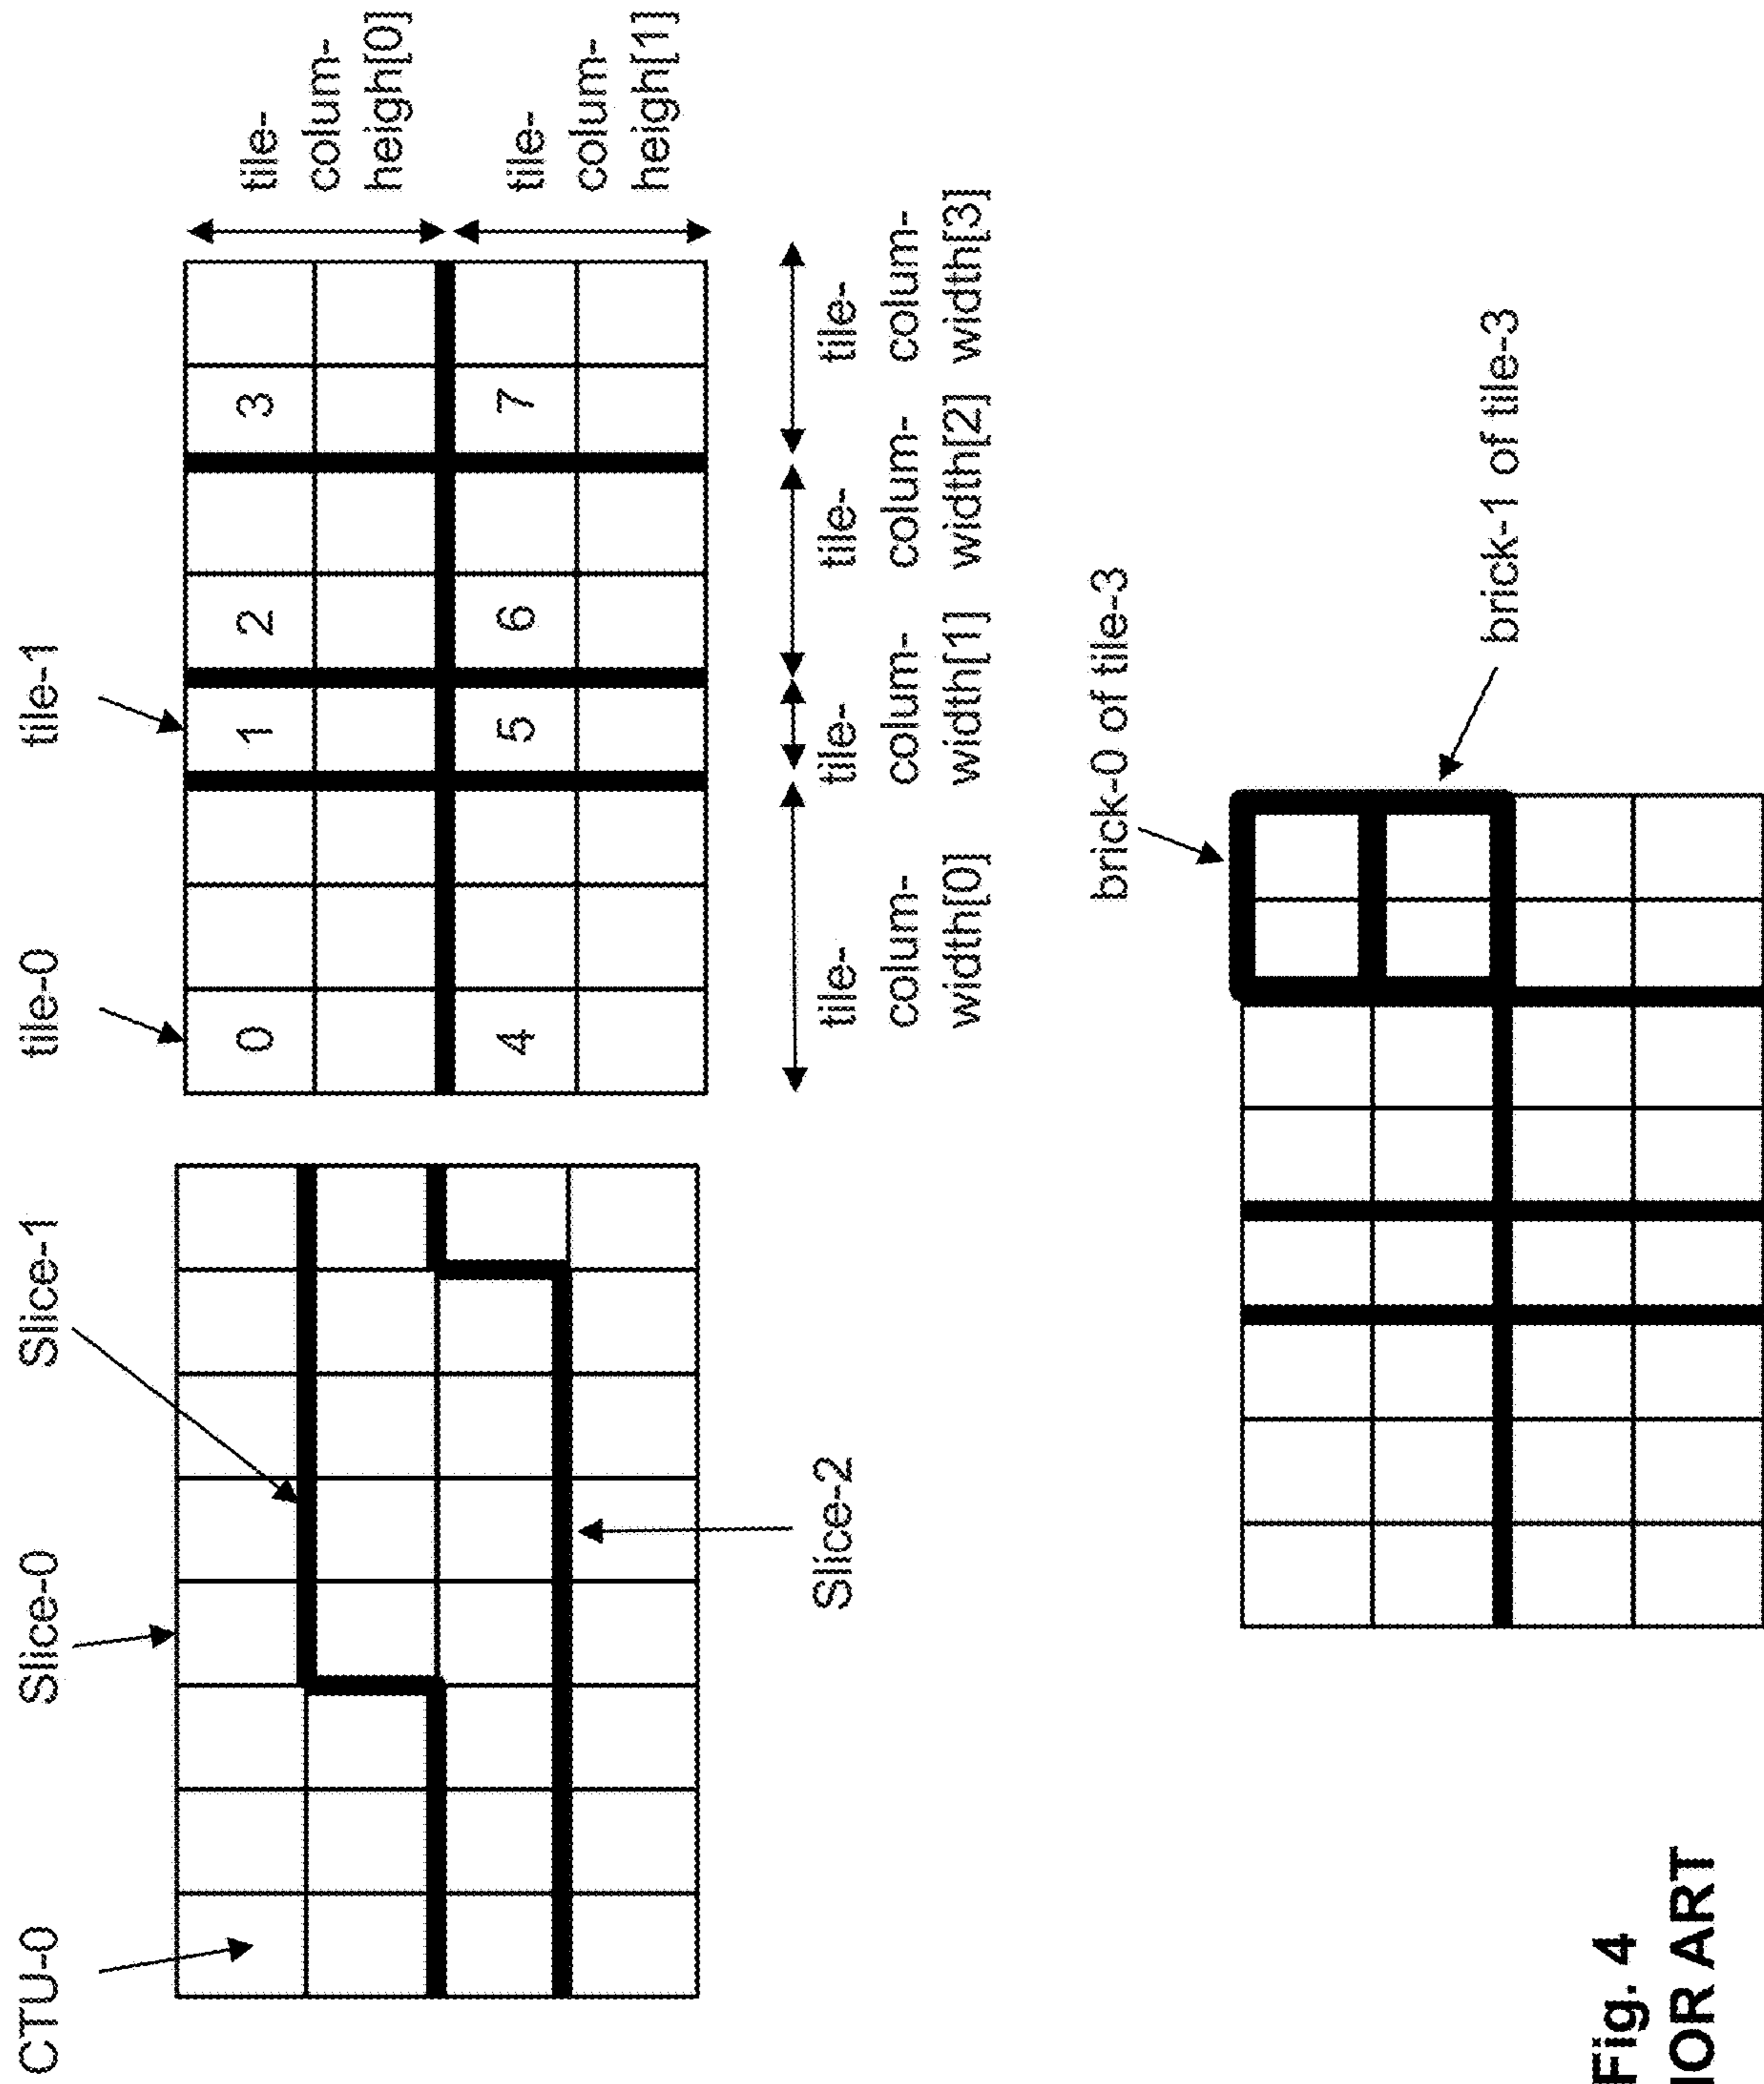 CTU-0
Slice-0
Slice-1
Slice-2
tile-0
tile-1
0
1
2
3
4
5
6
7
tile-
colum-
heigh[0]
tile-
colum-
height[1]
tile-
colum-
width[0]
tile-
colum-
width[1]
tile-
colum-
width[2]
tile-
colum-
width[3]
brick-0 of tile-3
brick-1 of tile-3
Fig. 4
IOR ART